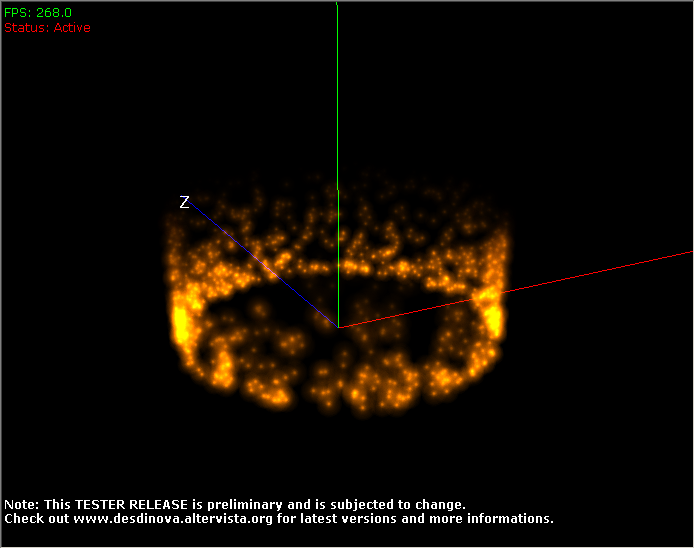 FPS: 268.0
Status: Active
Z
Note: This TESTER RELEASE is preliminary and is subjected to change.
Check out www.desdinova.altervista.org for latest versions and more informations.